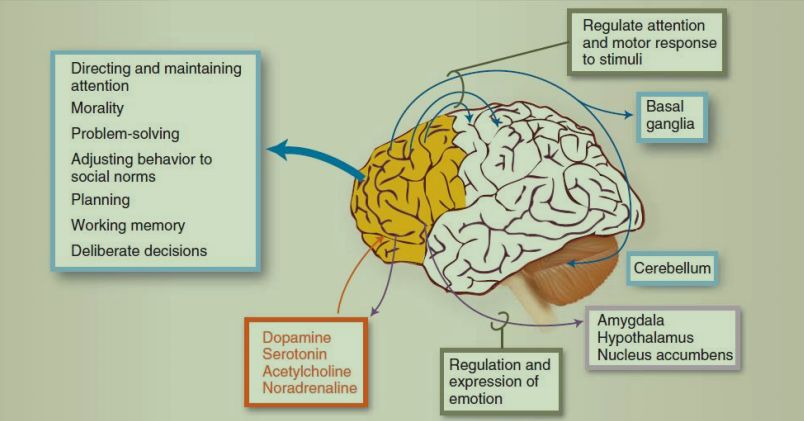 Regulate attention
and motor response
to stimuli
Directing and maintaining
attention
Morality
Problem-solving
Adjusting behavior to
social norms
Planning
Working memory
Deliberate decisions
Basal
ganglia
Cerebellum
Dopamine
Serotonin
Acetylcholine
Noradrenaline
Regulation and
expression of
emotion
Amygdala
Hypothalamus
Nucleus accumbens